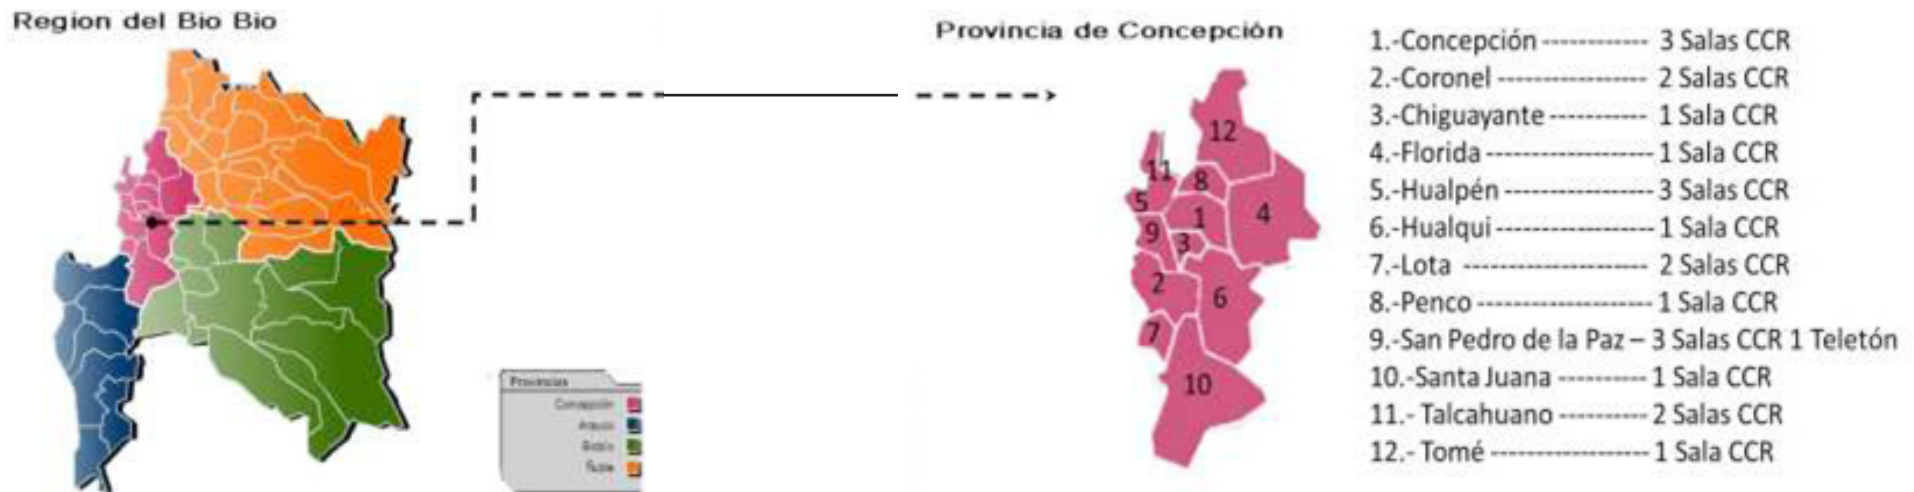 Region del Bio Bio
Provincias
Concepción
Arauco
Biobío
Ñuble
Provincia de Concepción
12
11
8
5
1
4
9
3
2
6
7
10
1.-Concepción ------------ 3 Salas CCR
2.-Coronel ----------------- 2 Salas CCR
3.-Chiguayante ----------- 1 Sala CCR
4.-Florida ------------------- 1 Sala CCR
5.-Hualpén ----------------- 3 Salas CCR
6.-Hualqui ------------------ 1 Sala CCR
7.-Lota --------------------- 2 Salas CCR
8.-Penco -------------------- 1 Sala CCR
9.-San Pedro de la Paz – 3 Salas CCR 1 Teletón
10.-Santa Juana ---------- 1 Sala CCR
11.- Talcahuano ---------- 2 Salas CCR
12.- Tomé ------------------ 1 Sala CCR